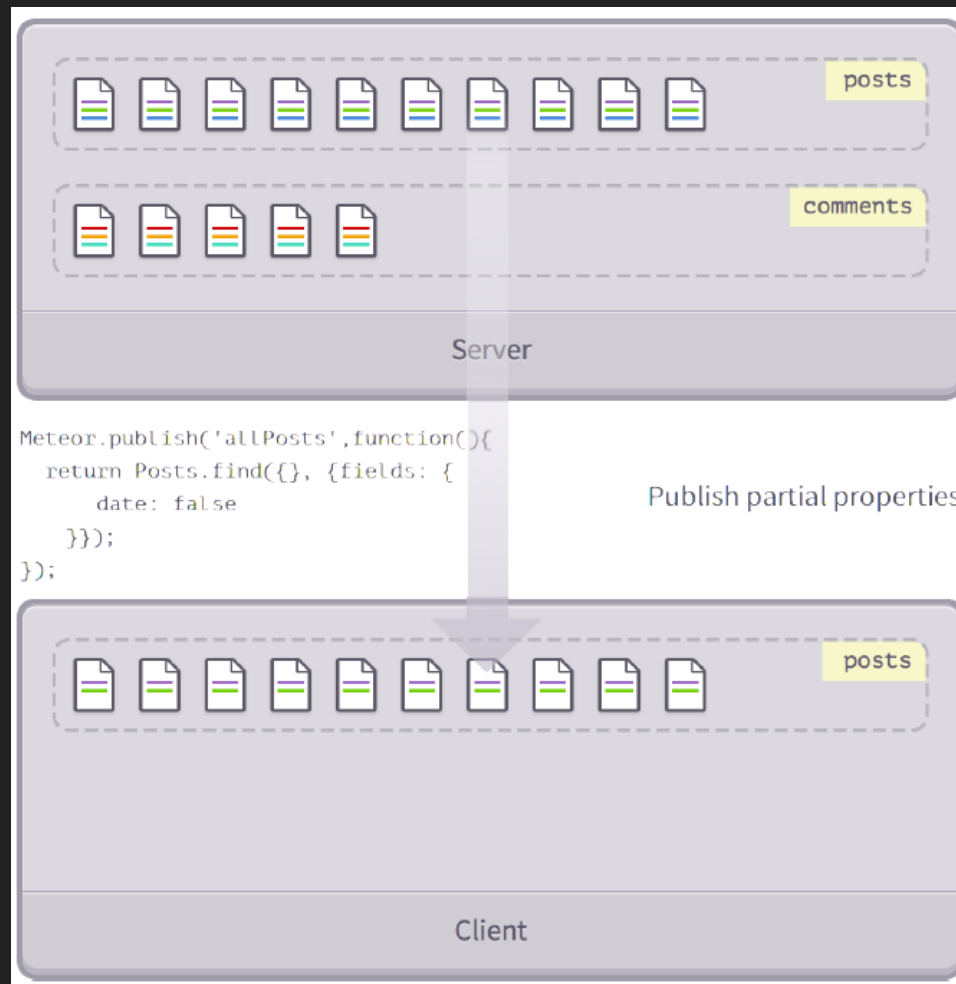 posts
comments
Server
Meteor.publish('allPosts',function(){
return Posts.find({}, {fields: {
date: false
}});
});
Publish partial properties
posts
Client